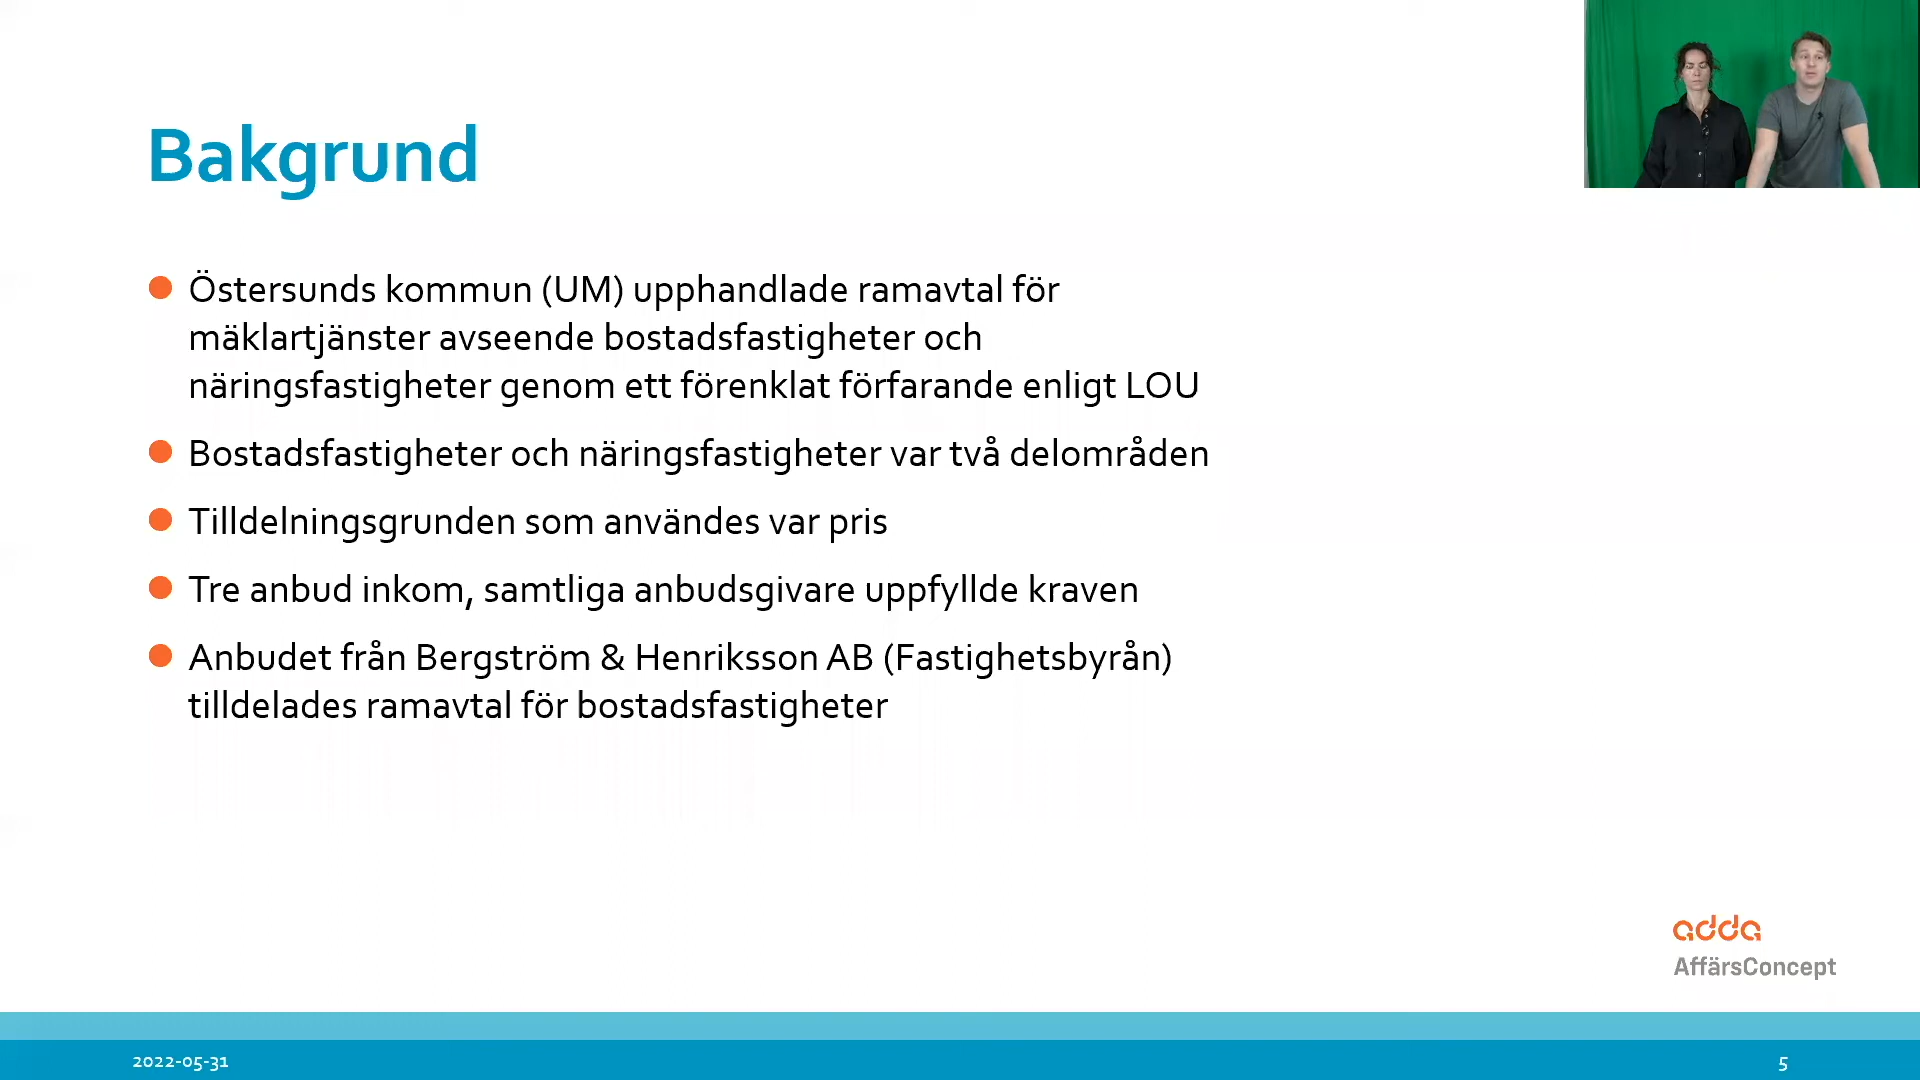 Bakgrund
Östersunds kommun (UM) upphandlade ramavtal för
mäklartjänster avseende bostadsfastigheter och
näringsfastigheter genom ett förenklat förfarande enligt LOU
Bostadsfastigheter och näringsfastigheter var två delområden
Tilldelningsgrunden som användes var pris
Tre anbud inkom, samtliga anbudsgivare uppfyllde kraven
Anbudet från Bergström & Henriksson AB (Fastighetsbyrån)
tilldelades ramavtal för bostadsfastigheter
adda
AffärsConcept
2022-05-31
5